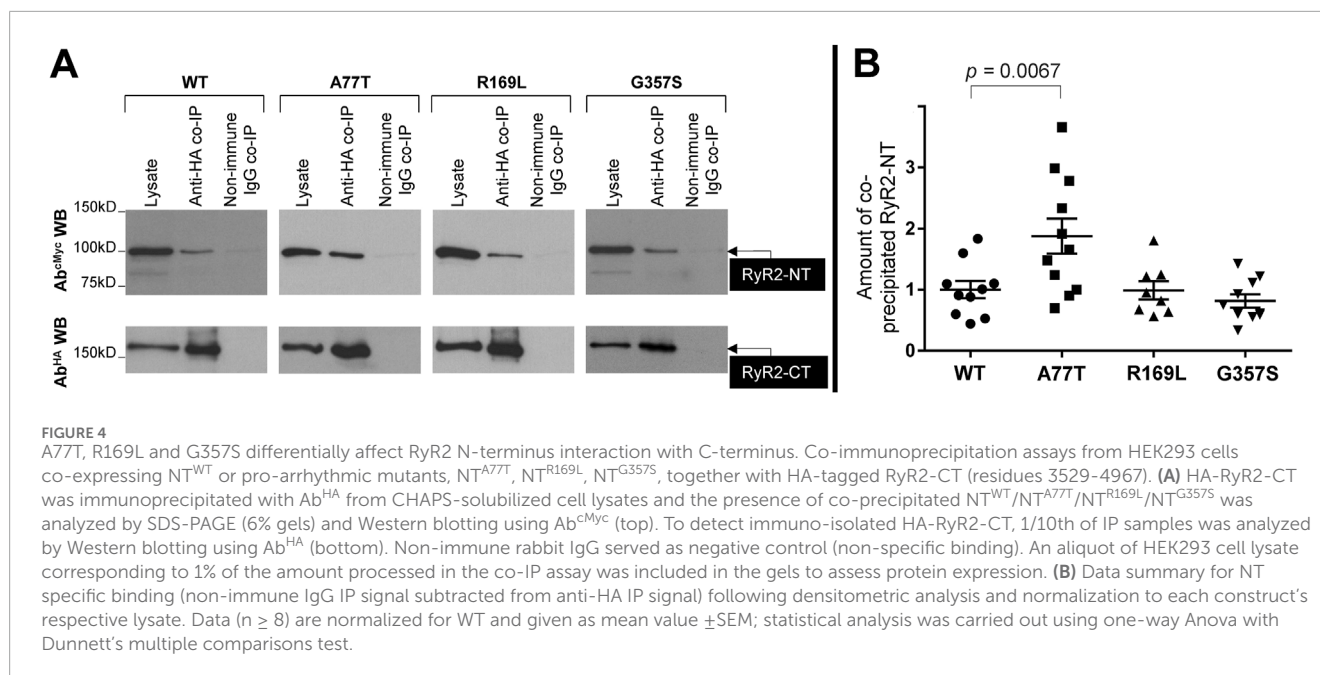 A
WT
A77T
R169L
G357S
Lysate
Anti-HA co-IP
Non-immune
IgG co-IP
Lysate
Anti-HA co-IP
Non-immune
IgG co-IP
Lysate
Anti-HA co-IP
Non-immune
IgG co-IP
Lysate
Anti-HA co-IP
Non-immune
IgG co-IP
Ab^cMyc WB
150kD
100kD
75kD
RyR2-NT
Ab^HA WB
150kD
RyR2-CT
B
p = 0.0067
Amount of co-
precipitated RyR2-NT
3
2
1
0
WT
A77T
R169L
G357S
FIGURE 4
A77T, R169L and G357S differentially affect RyR2 N-terminus interaction with C-terminus. Co-immunoprecipitation assays from HEK293 cells
co-expressing NT^WT or pro-arrhythmic mutants, NT^A77T, NT^R169L, NT^G357S, together with HA-tagged RyR2-CT (residues 3529-4967). (A) HA-RyR2-CT
was immunoprecipitated with Ab^HA from CHAPS-solubilized cell lysates and the presence of co-precipitated NT^WT/NT^A77T/NT^R169L/NT^G357S was
analyzed by SDS-PAGE (6% gels) and Western blotting using Ab^cMyc (top). To detect immuno-isolated HA-RyR2-CT, 1/10th of IP samples was analyzed
by Western blotting using Ab^HA (bottom). Non-immune rabbit IgG served as negative control (non-specific binding). An aliquot of HEK293 cell lysate
corresponding to 1% of the amount processed in the co-IP assay was included in the gels to assess protein expression. (B) Data summary for NT
specific binding (non-immune IgG IP signal subtracted from anti-HA IP signal) following densitometric analysis and normalization to each construct's
respective lysate. Data (n ≥ 8) are normalized for WT and given as mean value ±SEM; statistical analysis was carried out using one-way Anova with
Dunnett's multiple comparisons test.